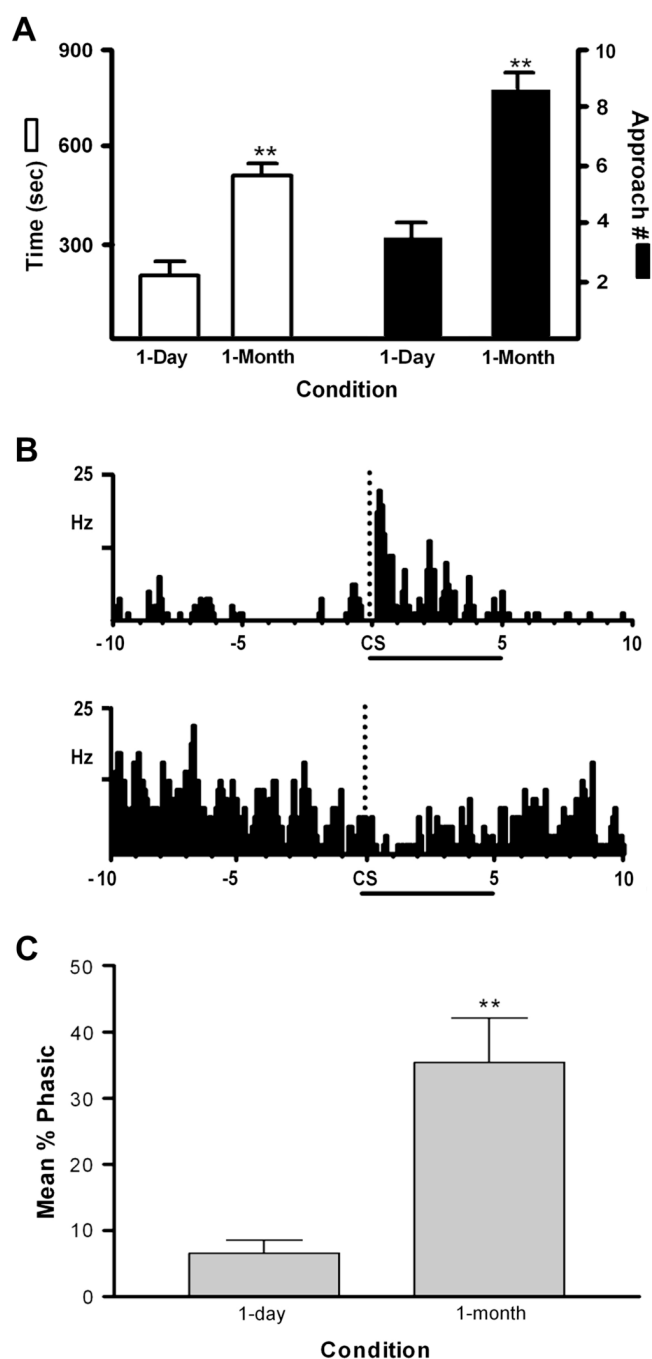 A
900
600
300
Time (sec)
**
**
10
8
6
4
2
Approach #
1-Day
1-Month
1-Day
1-Month
Condition
B
25
Hz
-10
-5
CS
5
10
25
Hz
-10
-5
CS
5
10
C
50
40
30
20
10
0
Mean % Phasic
**
1-day
1-month
Condition